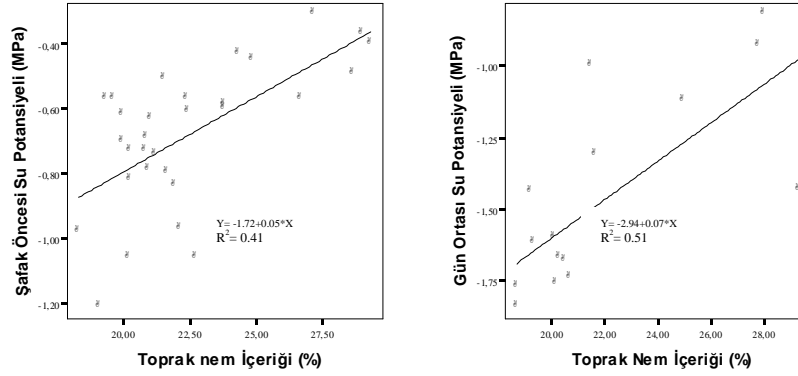 Şafak Öncesi Su Potansiyeli (MPa)
-0,40
-0,60
-0,80
-1,00
-1,20
Y= -1.72+0.05*X
R²= 0.41
20,00 22,50 25,00 27,50
Toprak nem İçeriği (%)
Gün Ortası Su Potansiyeli (MPa)
-1,00
-1,25
-1,50
-1,75
Y= -2.94+0.07*X
R²= 0.51
20,00 22,00 24,00 26,00 28,00
Toprak Nem İçeriği (%)